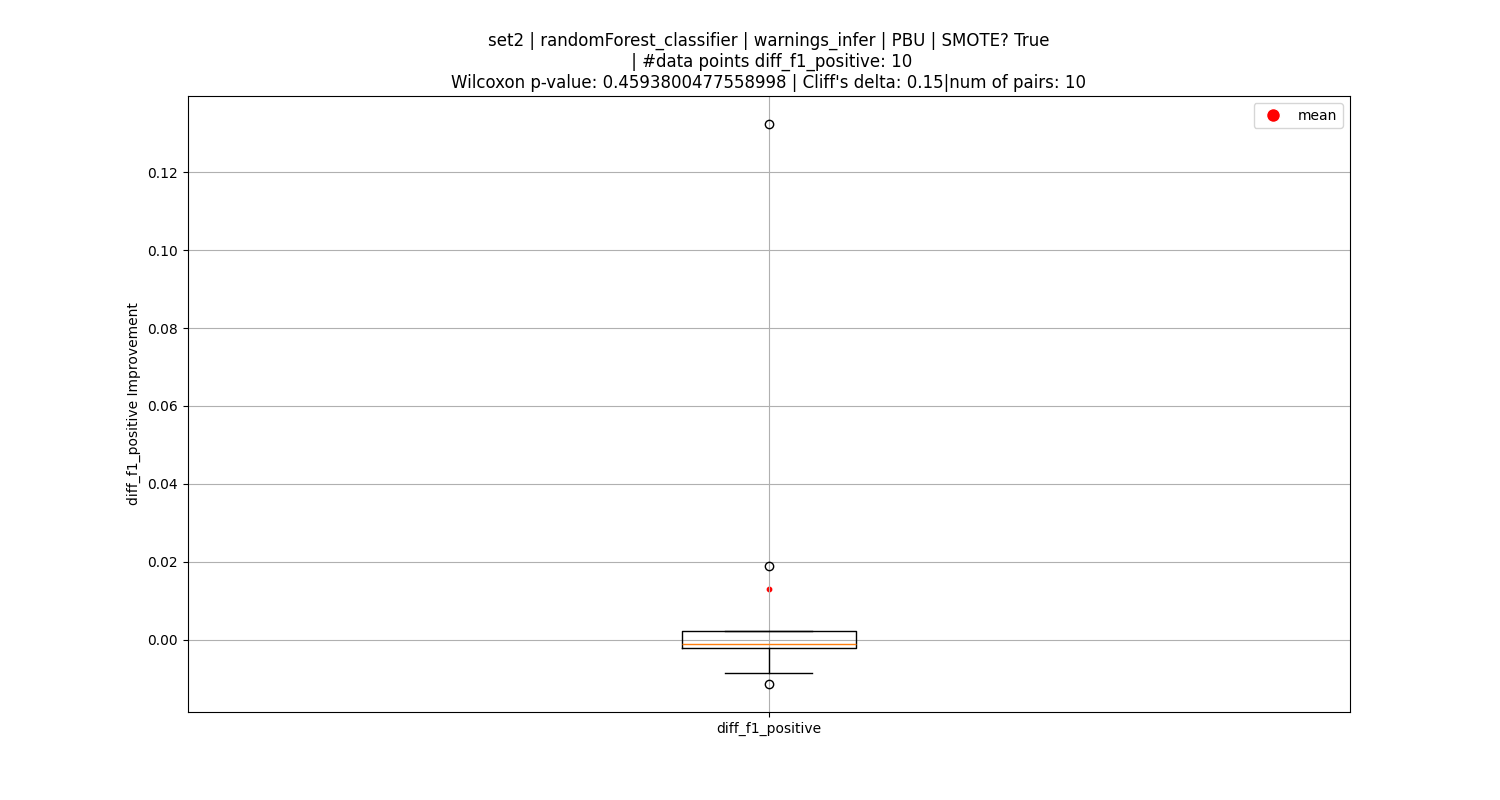 set2 | randomForest_classifier | warnings_infer | PBU | SMOTE? True
| #data points diff_f1_positive: 10
Wilcoxon p-value: 0.4593800477558998 | Cliff's delta: 0.15|num of pairs: 10
mean
0.12
0.10
0.08
0.06
0.04
0.02
0.00
diff_f1_positive Improvement
diff_f1_positive